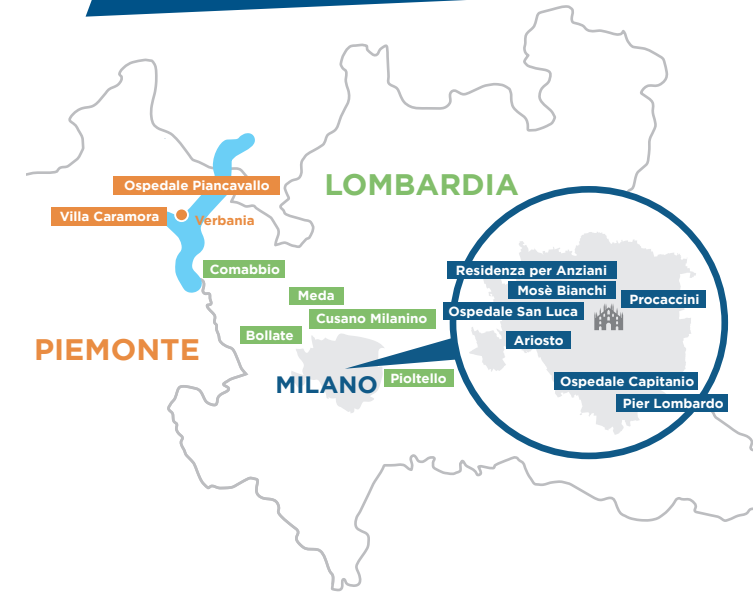 Ospedale Piancavallo
LOMBARDIA
Villa Caramora
Verbania
Comabbio
Meda
Cusano Milanino
Bollate
PIEMONTE
MILANO
Pioltello
Residenza per Anziani
Mosè Bianchi
Procaccini
Ospedale San Luca
Ariosto
Ospedale Capitanio
Pier Lombardo